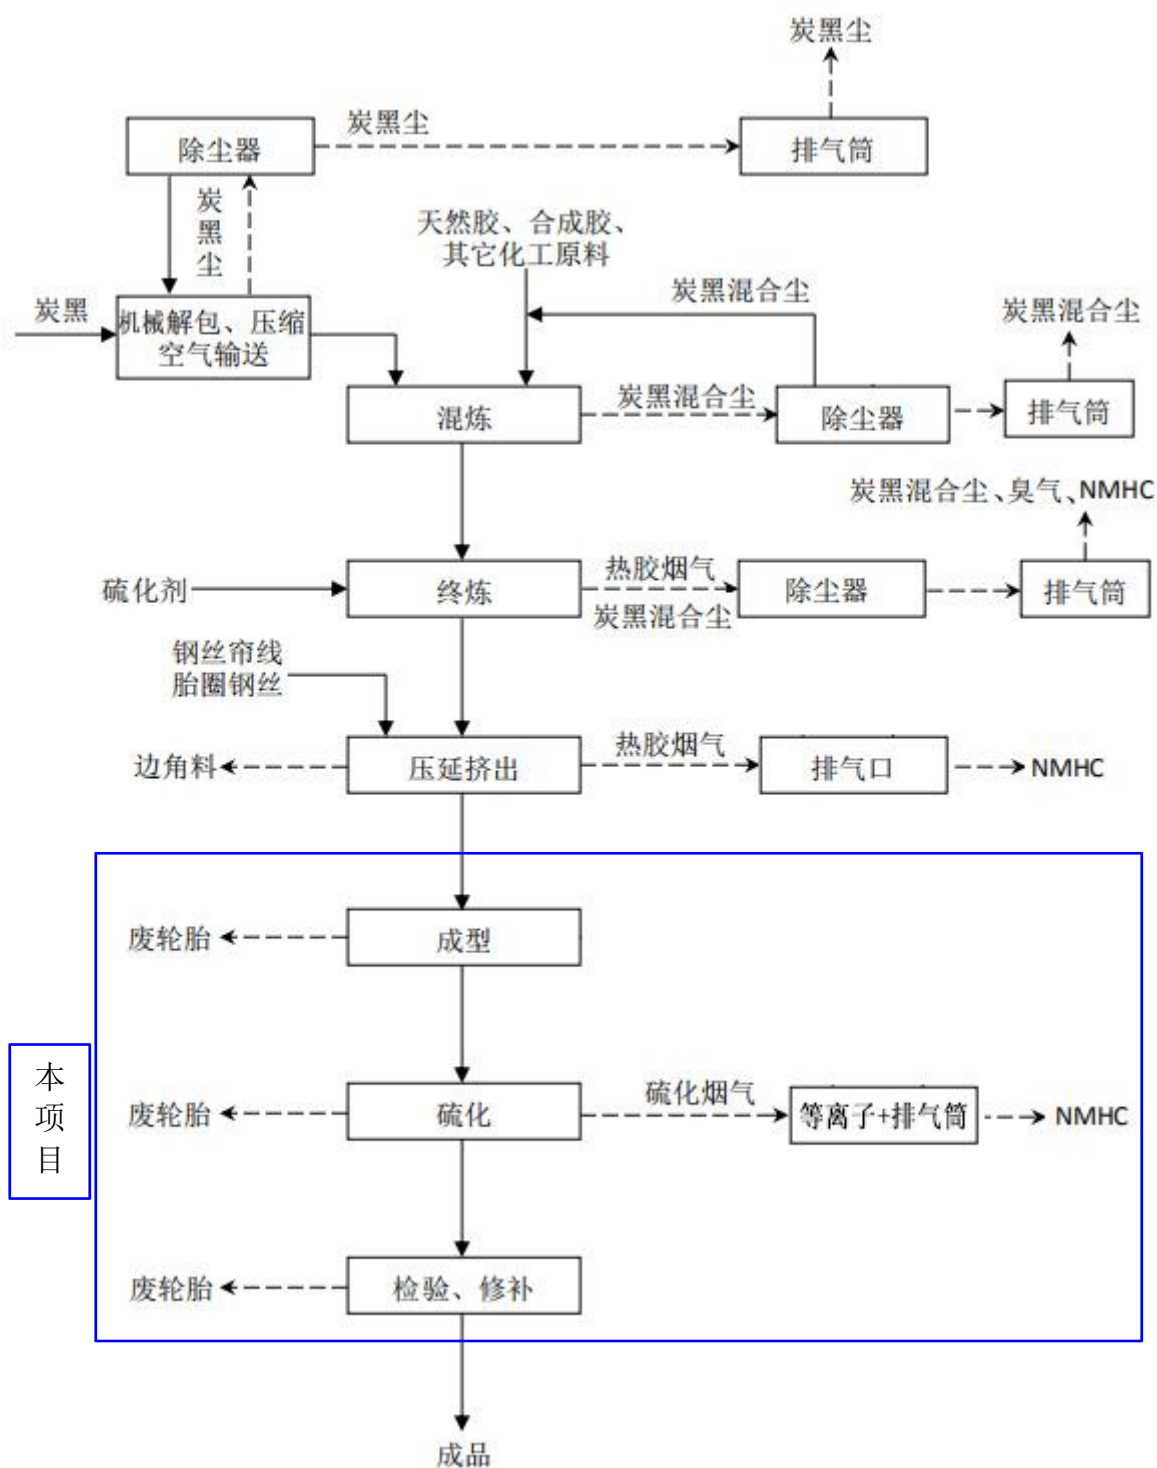 炭黑尘
炭黑尘
除尘器
排气筒
炭黑尘
天然胶、合成胶、
其它化工原料
炭黑混合尘
炭黑
机械解包、压缩
空气输送
炭黑混合尘
混炼
炭黑混合尘
除尘器
排气筒
炭黑混合尘、臭气、NMHC
硫化剂
终炼
热胶烟气
炭黑混合尘
除尘器
排气筒
钢丝帘线
胎圈钢丝
边角料
压延挤出
热胶烟气
排气口
NMHC
废轮胎
成型
本项目
废轮胎
硫化
硫化烟气
等离子+排气筒
NMHC
废轮胎
检验、修补
成品